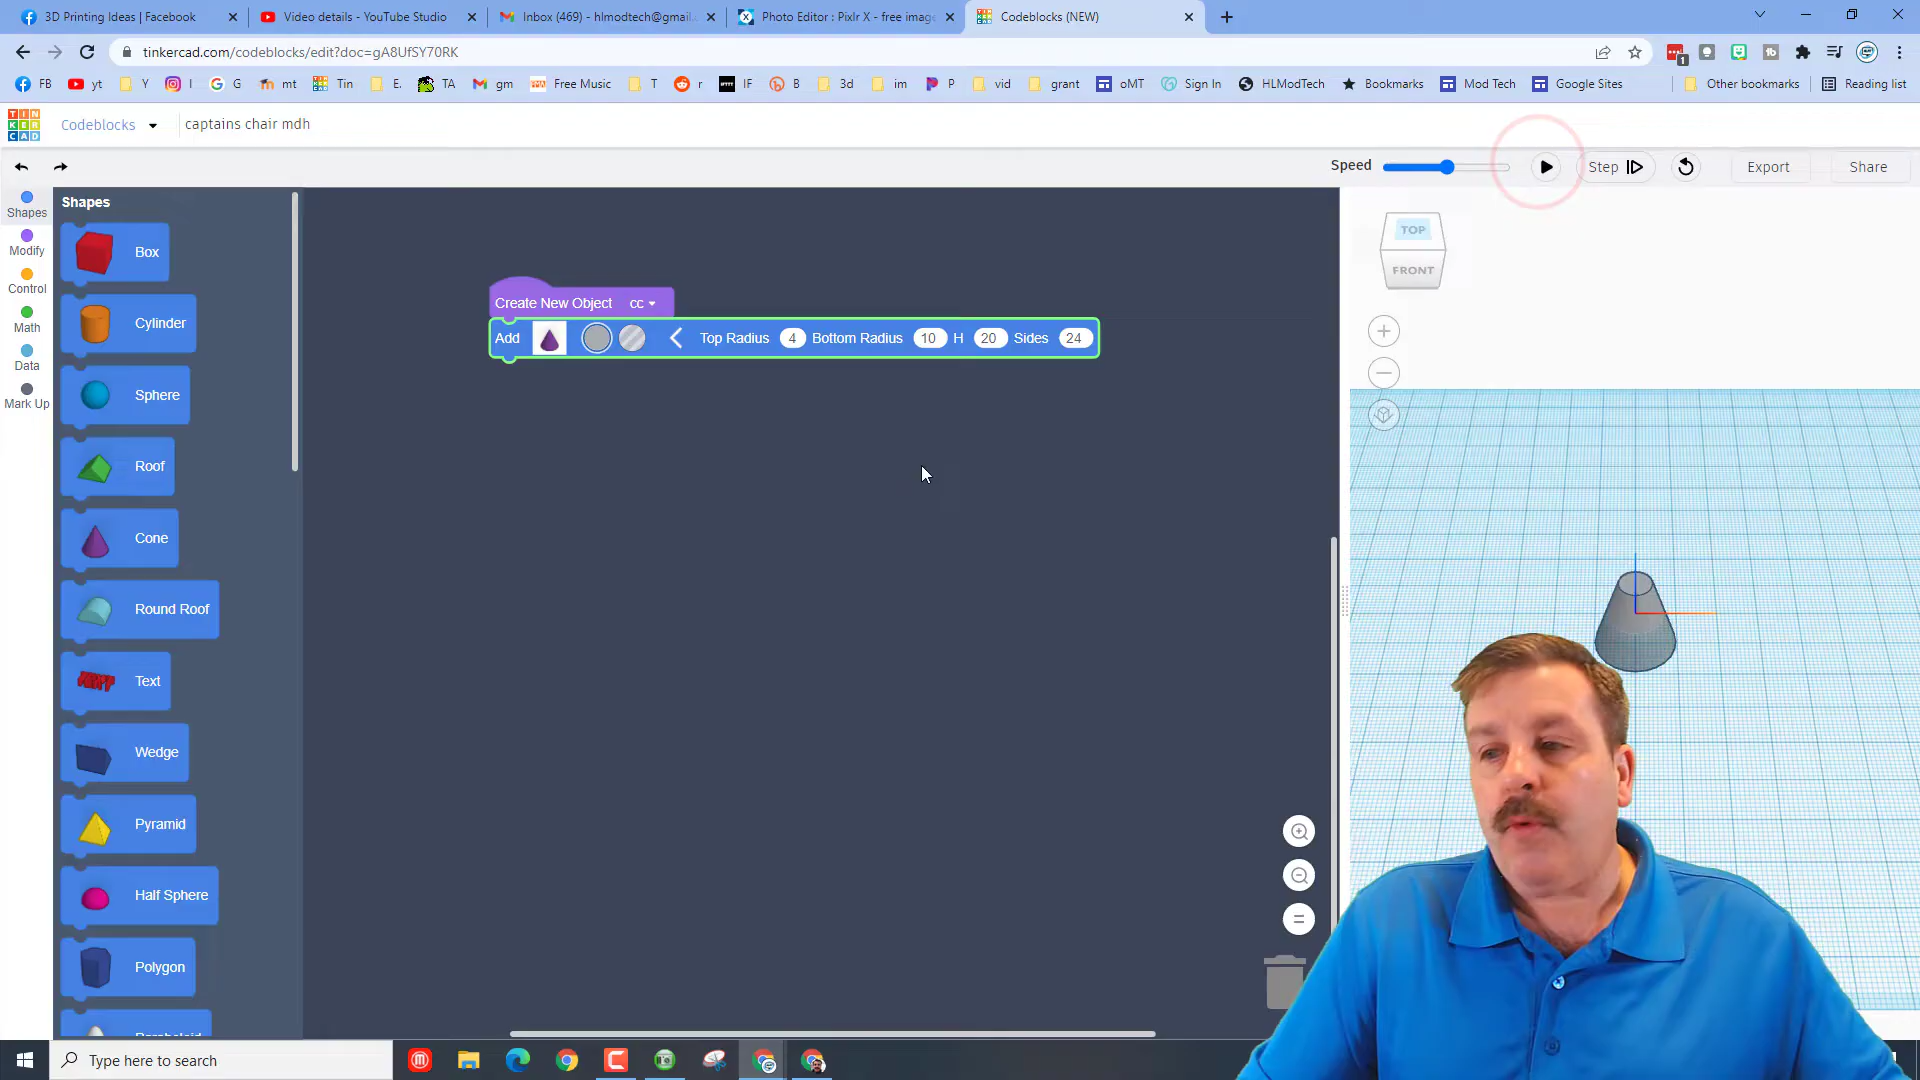 3D Printing Ideas | Facebook
Video details - YouTube Studio
Inbox (469) - hlmodtech@gmail.
Photo Editor : Pixlr X - free image
Codeblocks (NEW)
tinkercad.com/codeblocks/edit?doc=gA8UfSY70RK
1
FB
yt
Y
I
G
mt
Tin
E.
TA
gm
Free Music
T
r
IF
B
3d
im
P
vid
grant
oMT
Sign In
HLModTech
Bookmarks
Mod Tech
Google Sites
Other bookmarks
Reading list
TIN
KER
CAD
Codeblocks
captains chair mdh
Speed
Step
Export
Share
Shapes
Modify
Control
Math
Data
Mark Up
Shapes
Box
Cylinder
Sphere
Roof
Cone
Round Roof
Text
Wedge
Pyramid
Half Sphere
Polygon
Create New Object cc
Add Top Radius 4 Bottom Radius 10 H 20 Sides 24
TOP
FRONT
Type here to search